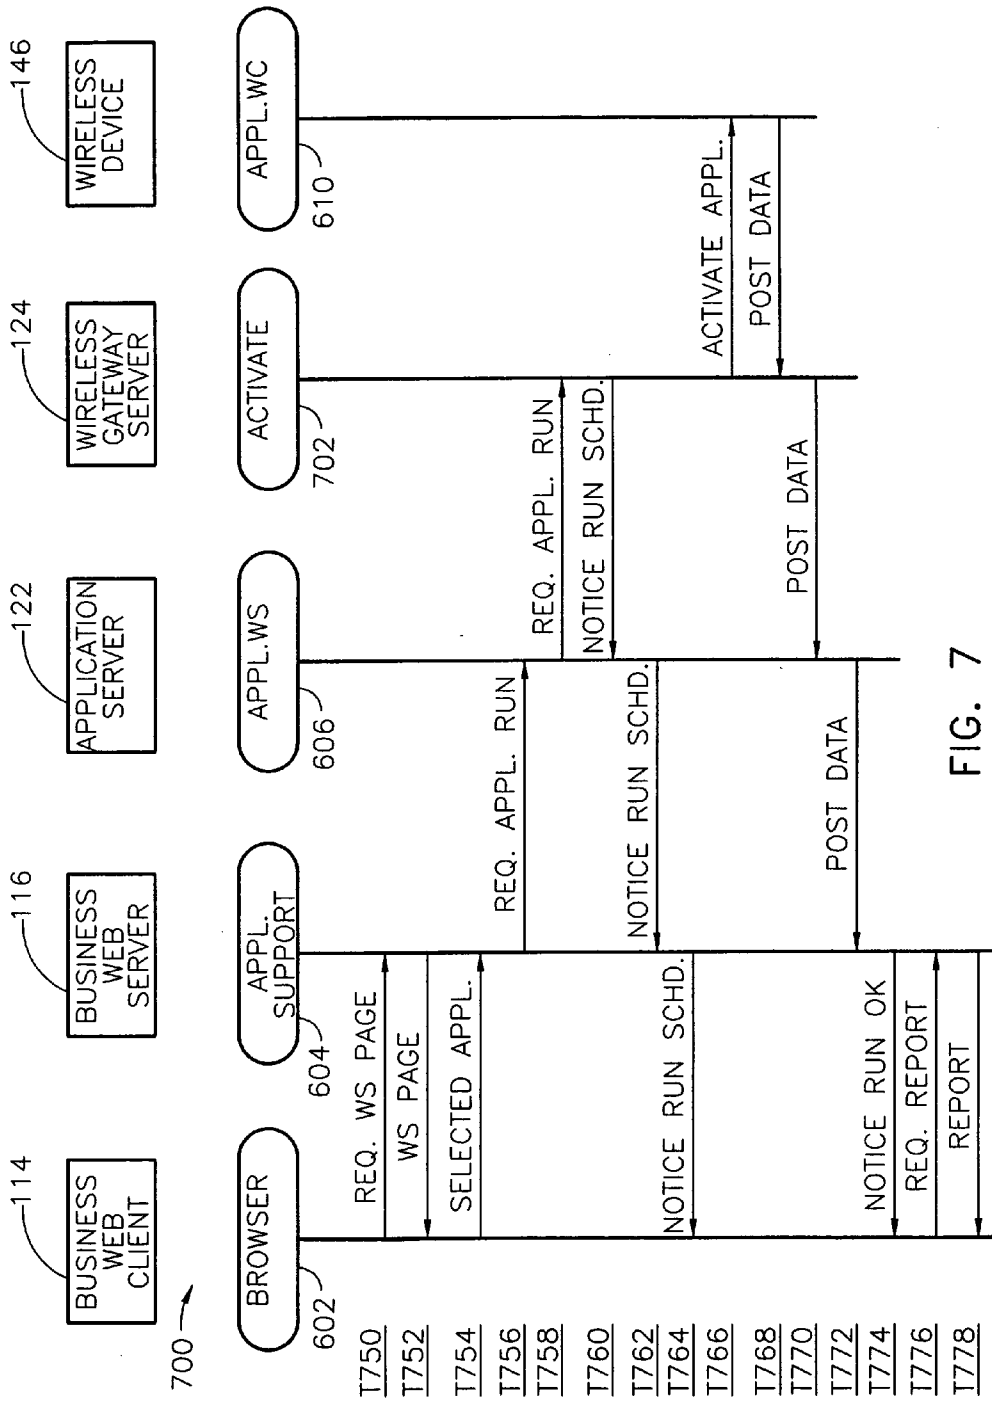 114
BUSINESS
WEB
CLIENT
116
BUSINESS
WEB
SERVER
122
APPLICATION
SERVER
124
WIRELESS
GATEWAY
SERVER
146
WIRELESS
DEVICE
700
BROWSER
602
APPL.
SUPPORT
604
APPL.WS
606
ACTIVATE
702
APPL.WC
610
T750
REQ. WS PAGE
T752
WS PAGE
T754
SELECTED APPL.
T756
REQ. APPL. RUN
T758
REQ. APPL. RUN
T760
NOTICE RUN SCHD.
T762
NOTICE RUN SCHD.
T764
NOTICE RUN SCHD.
T766
ACTIVATE APPL.
T768
POST DATA
T770
POST DATA
T772
POST DATA
T774
NOTICE RUN OK
T776
REQ. REPORT
T778
REPORT
FIG. 7